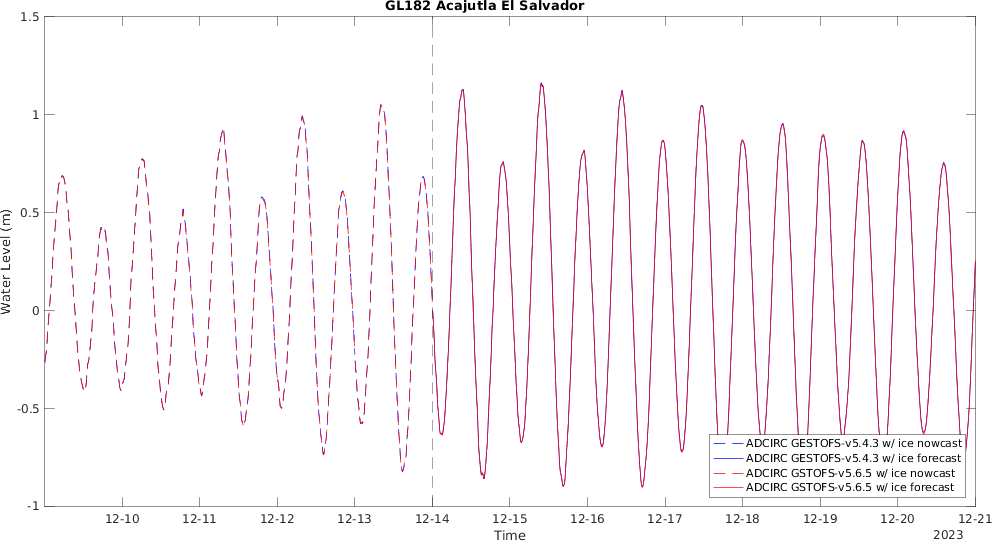 GL182 Acajutla El Salvador
1.5
1
0.5
0
-0.5
-1
Water Level (m)
ADCIRC GESTOFS-v5.4.3 w/ ice nowcast
ADCIRC GESTOFS-v5.4.3 w/ ice forecast
ADCIRC GSTOFS-v5.6.5 w/ ice nowcast
ADCIRC GSTOFS-v5.6.5 w/ ice forecast
12-10 12-11 12-12 12-13 12-14 12-15 12-16 12-17 12-18 12-19 12-20 12-21
Time
2023